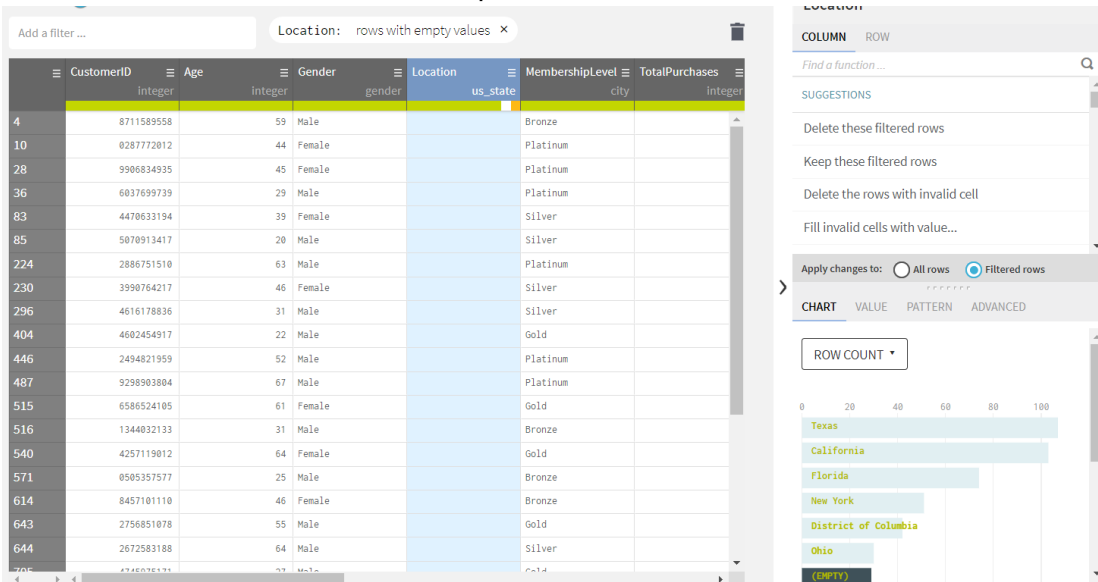 Location
Add a filter ...
Location: rows with empty values ×
COLUMN ROW
Find a function ...
CustomerID Age Gender Location MembershipLevel TotalPurchases
integer integer gender us_state city integer
SUGGESTIONS
4 8711589558 59 Male Bronze
Delete these filtered rows
10 0287772012 44 Female Platinum
Keep these filtered rows
28 9906834935 45 Female Platinum
36 6037699739 29 Male Platinum
Delete the rows with invalid cell
83 4470633194 39 Female Silver
Fill invalid cells with value...
85 5070913417 20 Male Silver
224 2886751510 63 Male Platinum
Apply changes to: All rows Filtered rows
230 3990764217 46 Female Silver
296 4616178836 31 Male Silver
CHART VALUE PATTERN ADVANCED
404 4602454917 22 Male Gold
446 2494821959 52 Male Platinum
ROW COUNT
487 9298903804 67 Male Platinum
515 6586524105 61 Female Gold
0 20 40 60 80 100
516 1344032133 31 Male Bronze
Texas
540 4257119012 64 Female Gold
California
571 0505357577 25 Male Bronze
Florida
614 8457101110 46 Female Bronze
New York
643 2756851078 55 Male Gold
District of Columbia
644 2672583188 64 Male Silver
Ohio
705 4745975171 27 Male Gold
(EMPTY)